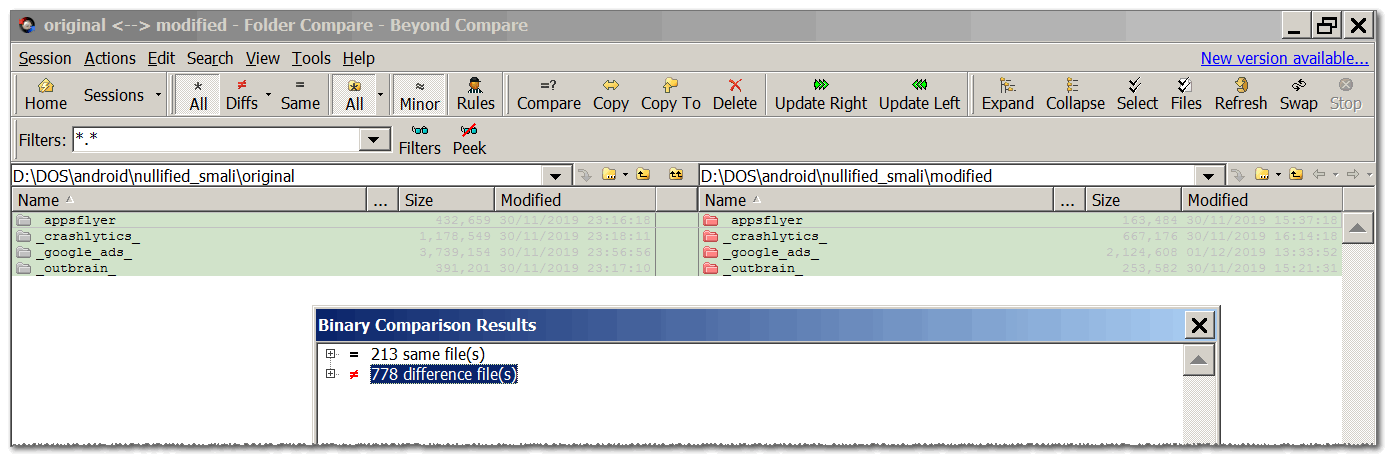 original <--> modified - Folder Compare - Beyond Compare
Session Actions Edit Search View Tools Help New version available...
* ≠ = * ≈ =?
Home Sessions All Diffs Same All Minor Rules Compare Copy Copy To Delete Update Right Update Left Expand Collapse Select Files Refresh Swap Stop
Filters: *.* Filters Peek
D:\DOS\android\nullified_smali\original D:\DOS\android\nullified_smali\modified
Name ... Size Modified Name ... Size Modified
_appsflyer_ 432,659 30/11/2019 23:16:18 _appsflyer_ 163,484 30/11/2019 15:37:18
_crashlytics_ 1,178,549 30/11/2019 23:18:11 _crashlytics_ 667,176 30/11/2019 16:14:18
_google_ads_ 3,739,154 30/11/2019 23:56:56 _google_ads_ 2,124,608 01/12/2019 13:33:52
_outbrain_ 391,201 30/11/2019 23:17:10 _outbrain_ 253,582 30/11/2019 15:21:31
Binary Comparison Results
= 213 same file(s)
≠ 778 difference file(s)